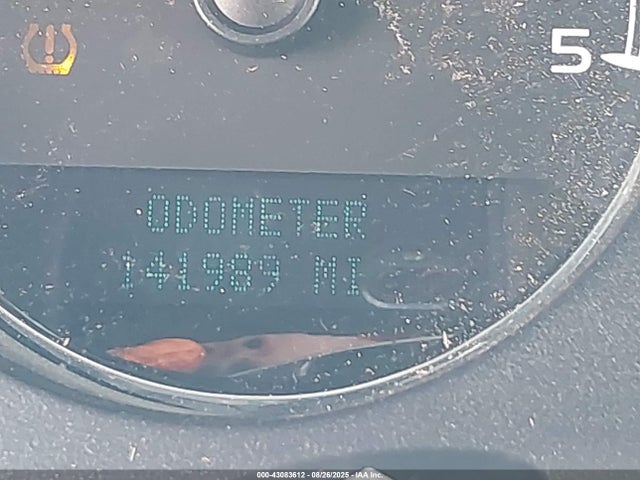 5
ODOMETER
141989 MI
000-43083612 - 08/26/2025 - IAA Inc.